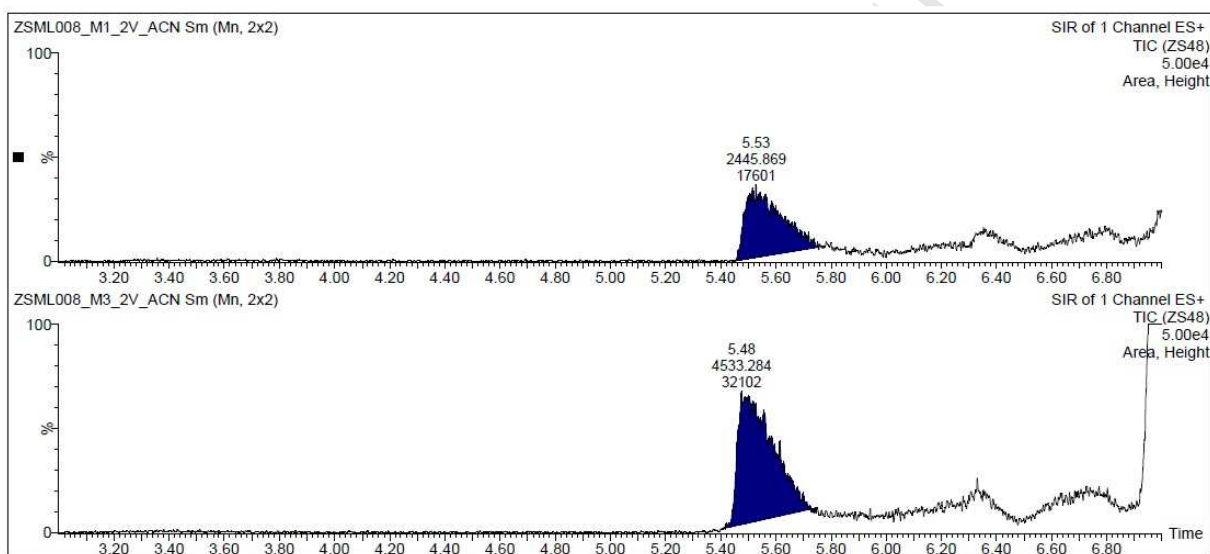 ZSML008_M1_2V_ACN Sm (Mn, 2x2)
SIR of 1 Channel ES+
TIC (ZS48)
5.00e4
Area, Height
100
%
0
5.53
2445.869
17601
3.20 3.40 3.60 3.80 4.00 4.20 4.40 4.60 4.80 5.00 5.20 5.40 5.60 5.80 6.00 6.20 6.40 6.60 6.80
ZSML008_M3_2V_ACN Sm (Mn, 2x2)
SIR of 1 Channel ES+
TIC (ZS48)
5.00e4
Area, Height
100
%
0
5.48
4533.284
32102
Time
3.20 3.40 3.60 3.80 4.00 4.20 4.40 4.60 4.80 5.00 5.20 5.40 5.60 5.80 6.00 6.20 6.40 6.60 6.80